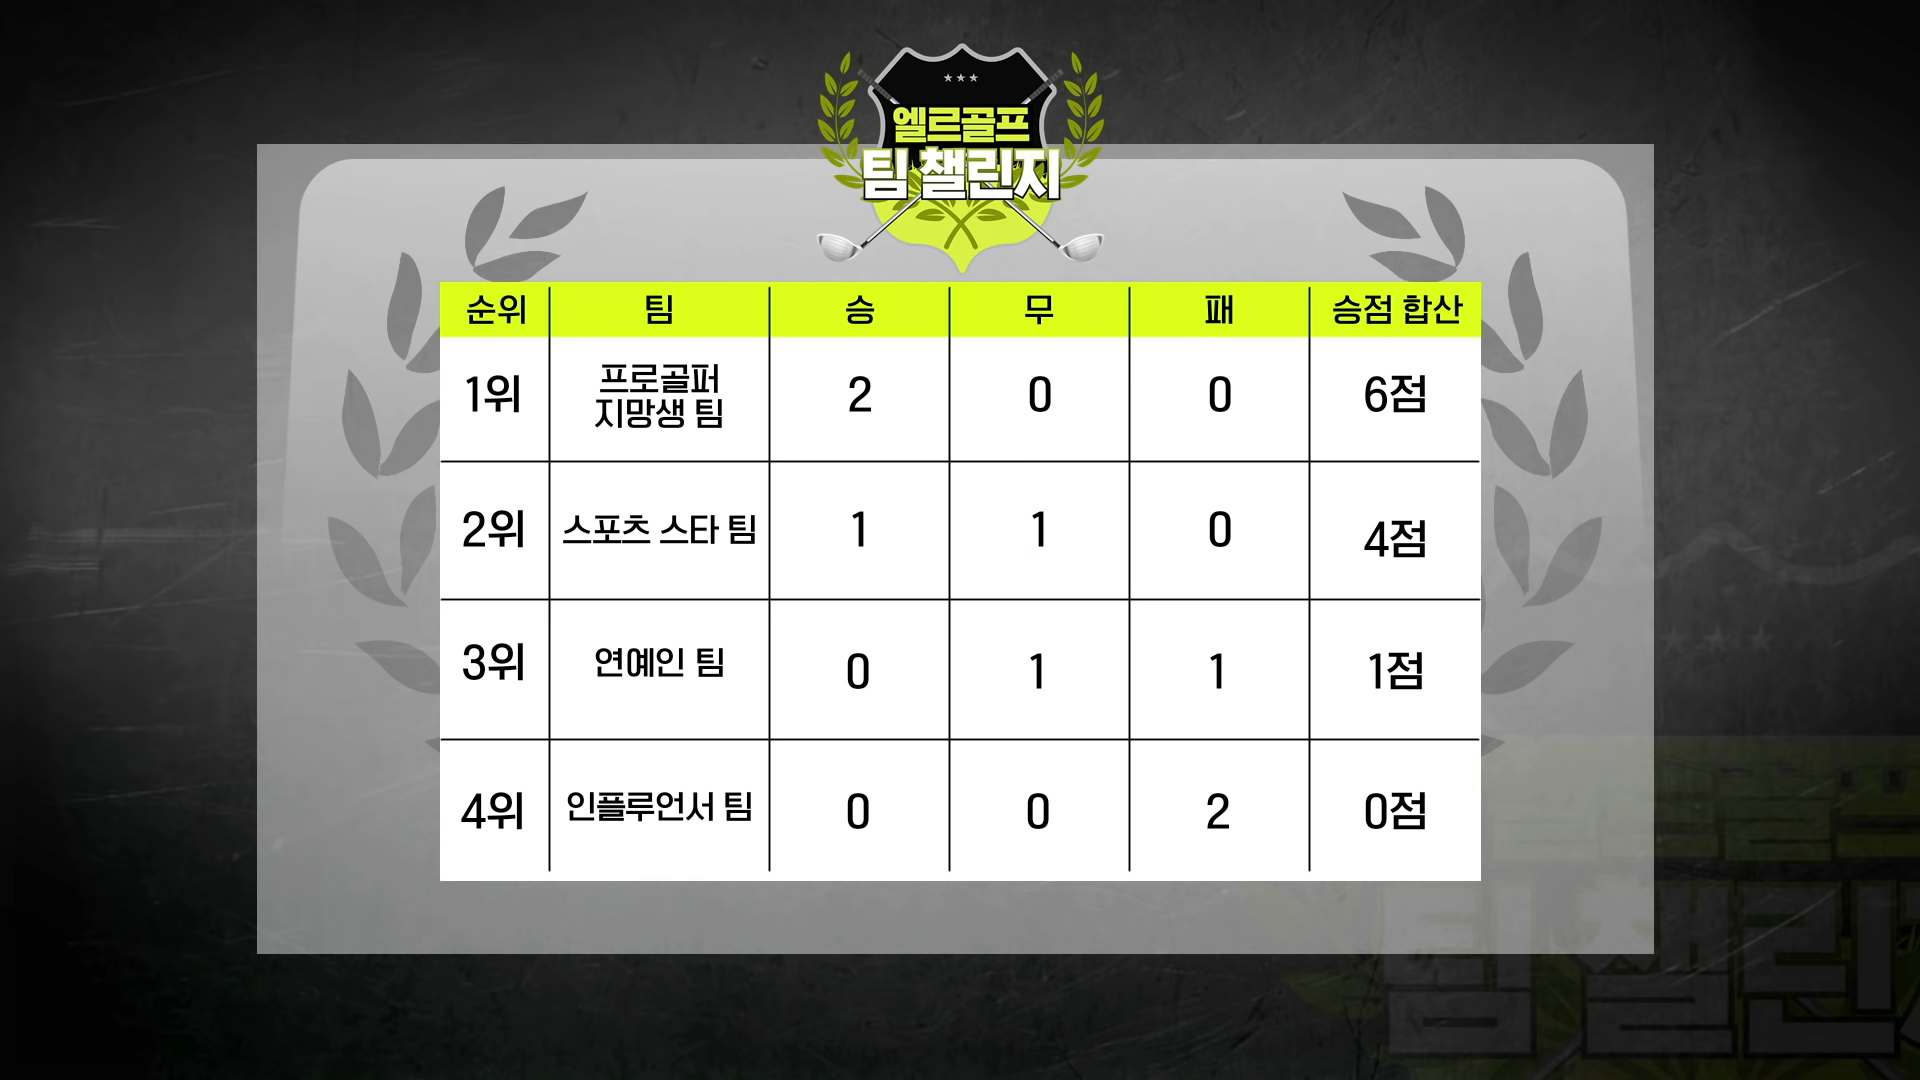 엘르골프
팀 챌린지
순위 팀 승 무 패 승점 합산
1위 프로골퍼 지망생 팀 2 0 0 6점
2위 스포츠 스타 팀 1 1 0 4점
3위 연예인 팀 0 1 1 1점
4위 인플루언서 팀 0 0 2 0점
팀 챌린